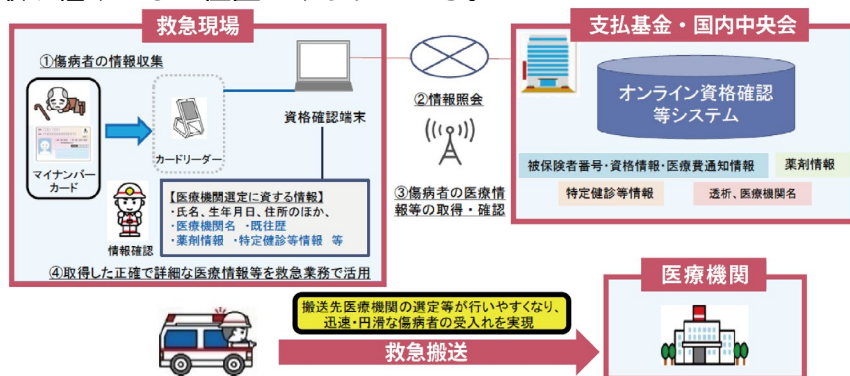 救急現場
①傷病者の情報収集
マイナンバー
カード
カードリーダー
資格確認端末
情報確認
【医療機関選定に資する情報】
・氏名、生年月日、住所のほか、
・医療機関名 ・既往歴
・薬剤情報 ・特定健診等情報 等
④取得した正確で詳細な医療情報等を救急業務で活用
②情報照会
③傷病者の医療情
報等の取得・確認
支払基金・国内中央会
オンライン資格確認
等システム
被保険者番号・資格情報・医療費通知情報
薬剤情報
特定健診等情報
透析、医療機関名
搬送先医療機関の選定等が行いやすくなり、
迅速・円滑な傷病者の受入れを実現
救急搬送
医療機関